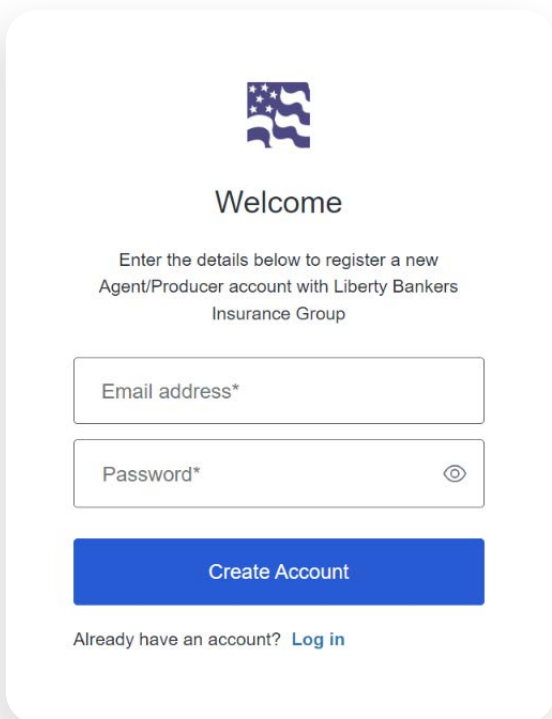 Welcome
Enter the details below to register a new
Agent/Producer account with Liberty Bankers
Insurance Group
Email address*
Password*
Create Account
Already have an account? Log in